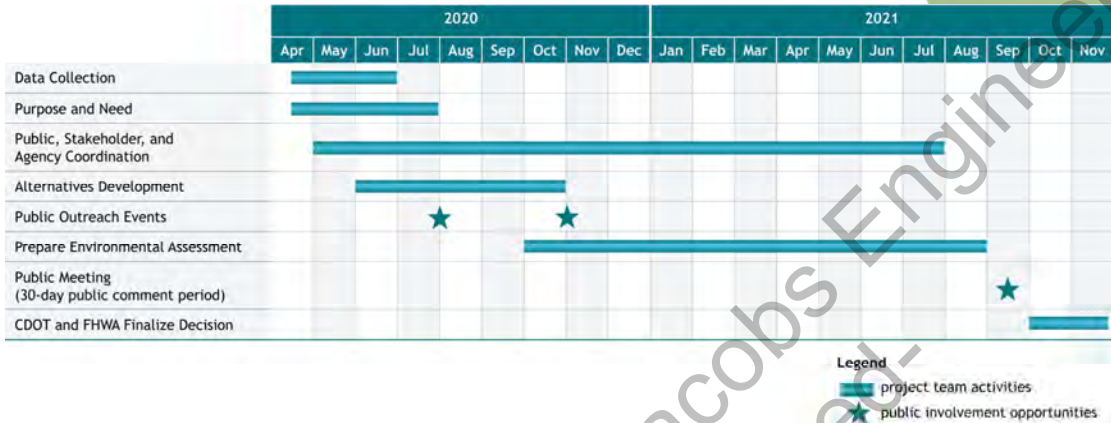 2020 2021
Apr May Jun Jul Aug Sep Oct Nov Dec Jan Feb Mar Apr May Jun Jul Aug Sep Oct Nov
Data Collection
Purpose and Need
Public, Stakeholder, and
Agency Coordination
Alternatives Development
Public Outreach Events
Prepare Environmental Assessment
Public Meeting
(30-day public comment period)
CDOT and FHWA Finalize Decision
Legend
project team activities
public involvement opportunities